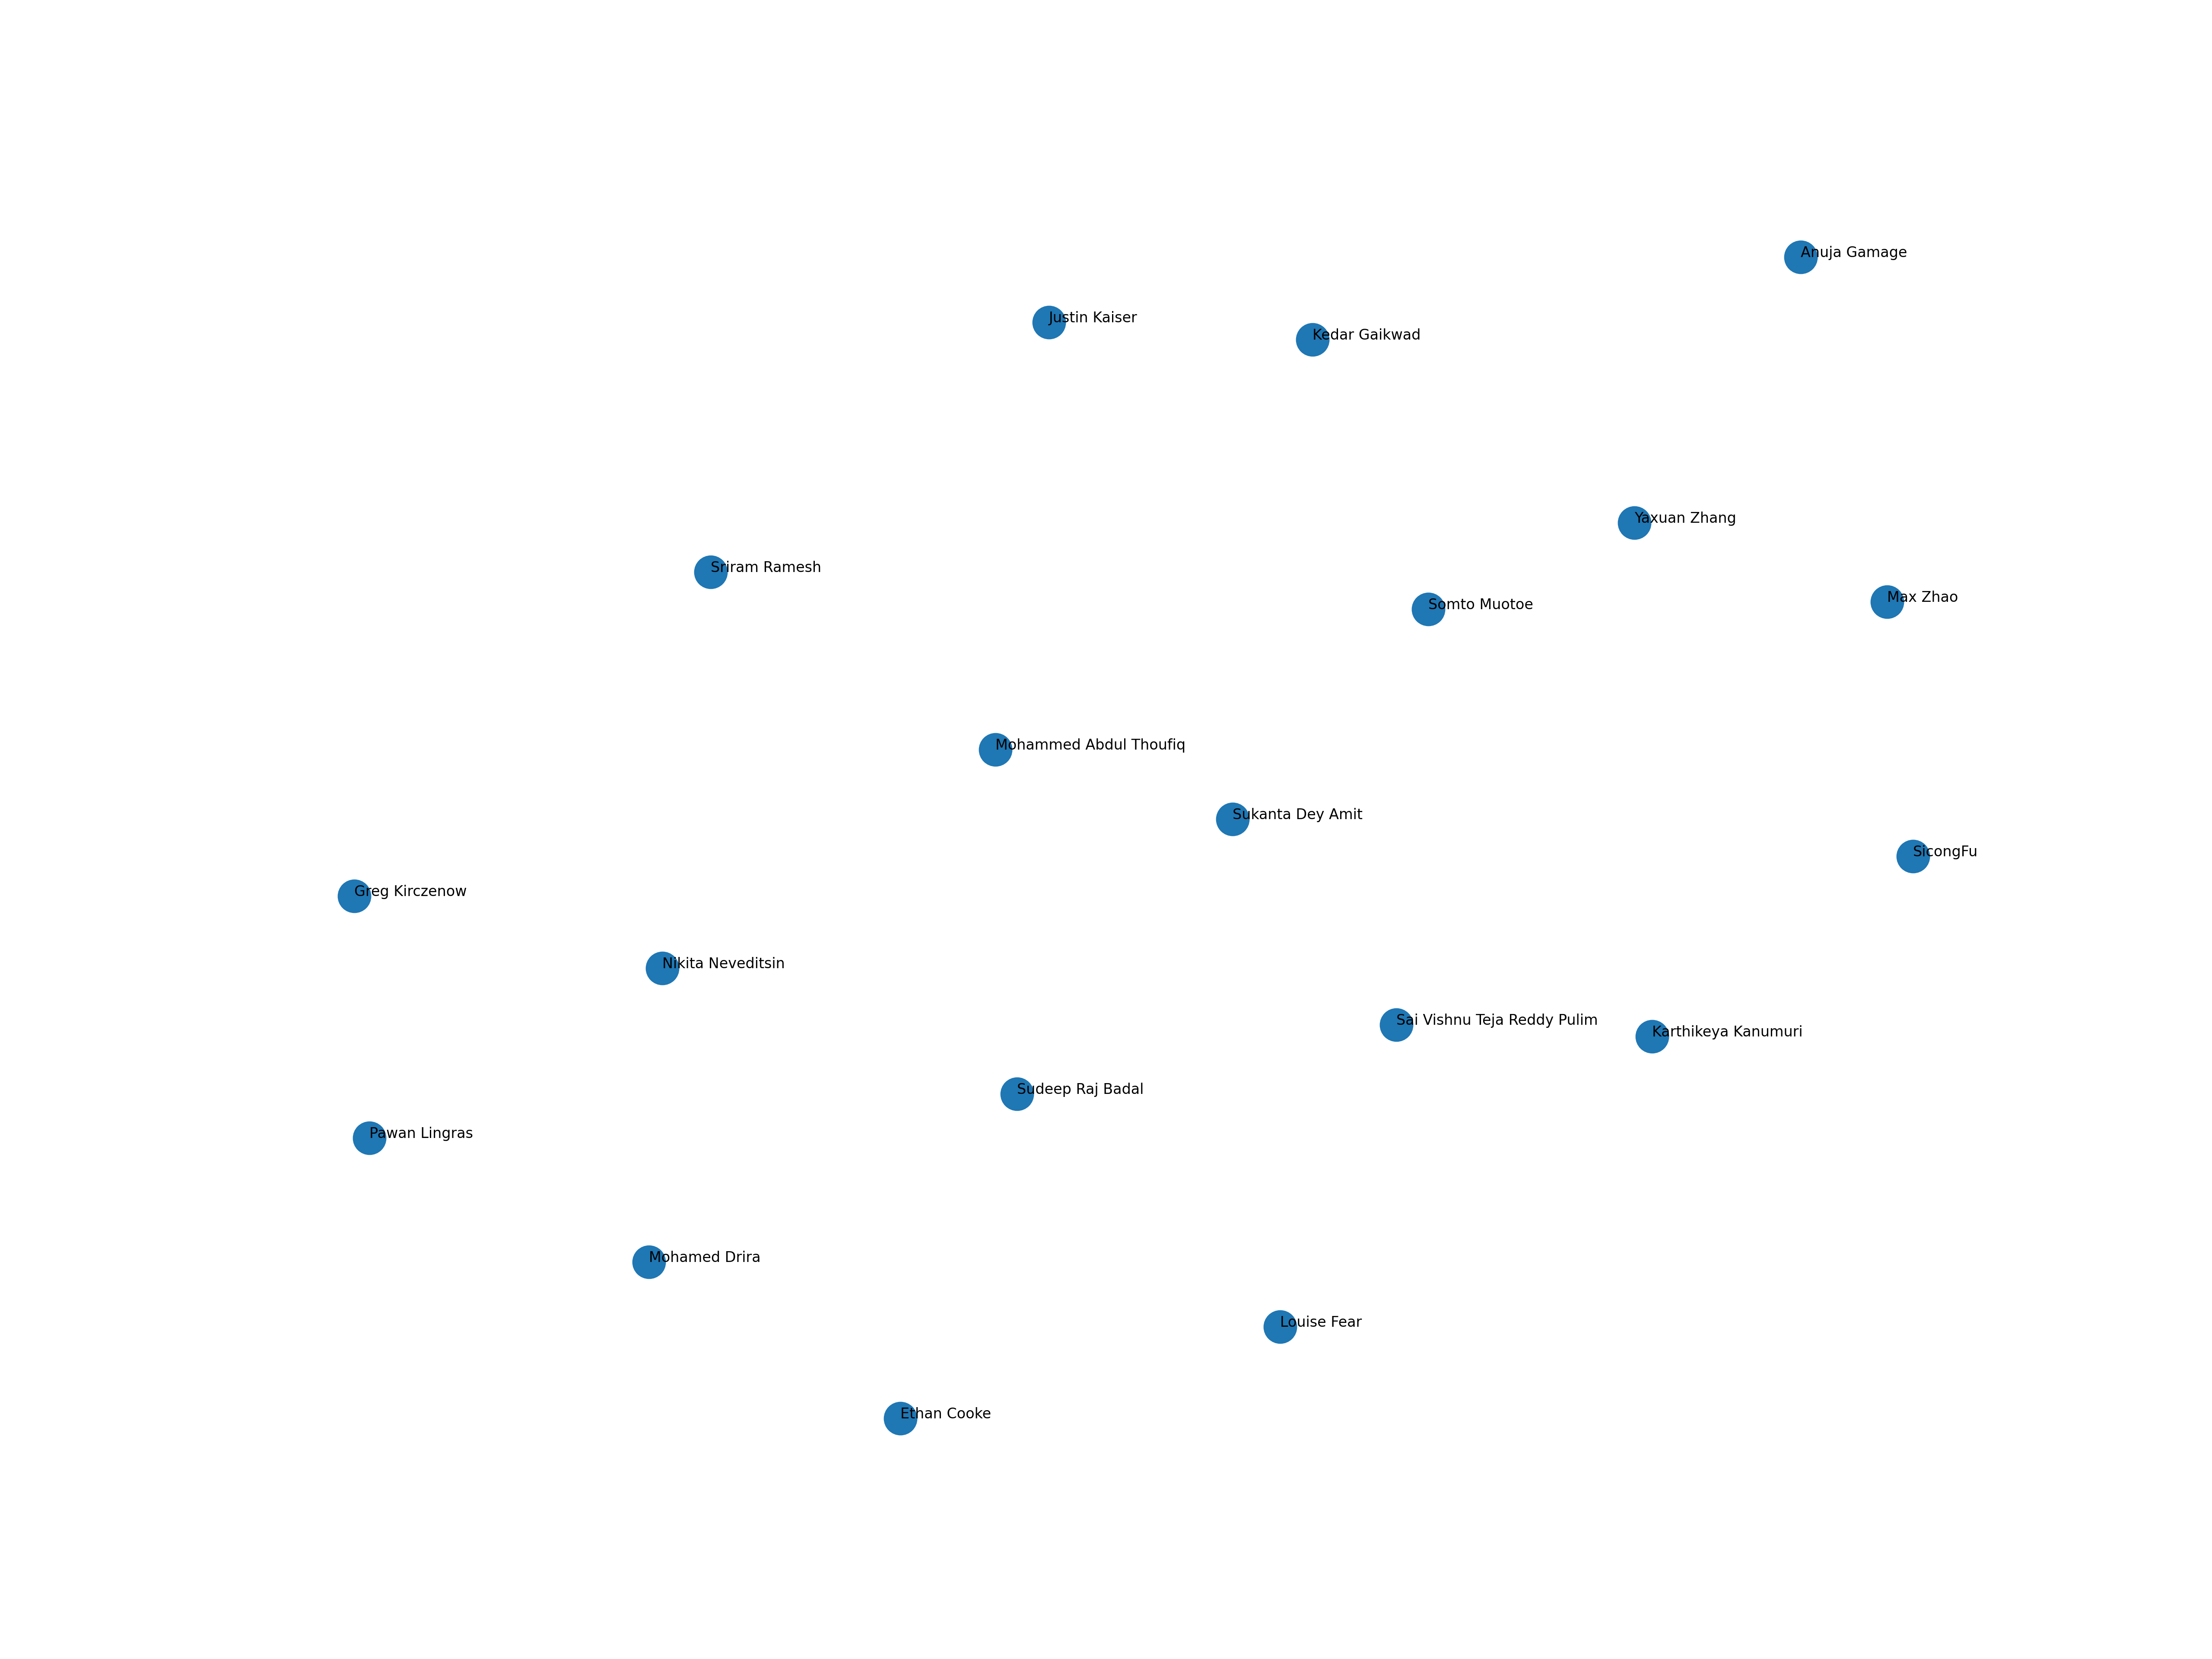 Anuja Gamage
Justin Kaiser
Kedar Gaikwad
Yaxuan Zhang
Sriram Ramesh
Max Zhao
Somto Muotoe
Mohammed Abdul Thoufiq
Sukanta Dey Amit
SicongFu
Greg Kirczenow
Nikita Neveditsin
Sai Vishnu Teja Reddy Pulim
Karthikeya Kanumuri
Sudeep Raj Badal
Pawan Lingras
Mohamed Drira
Louise Fear
Ethan Cooke